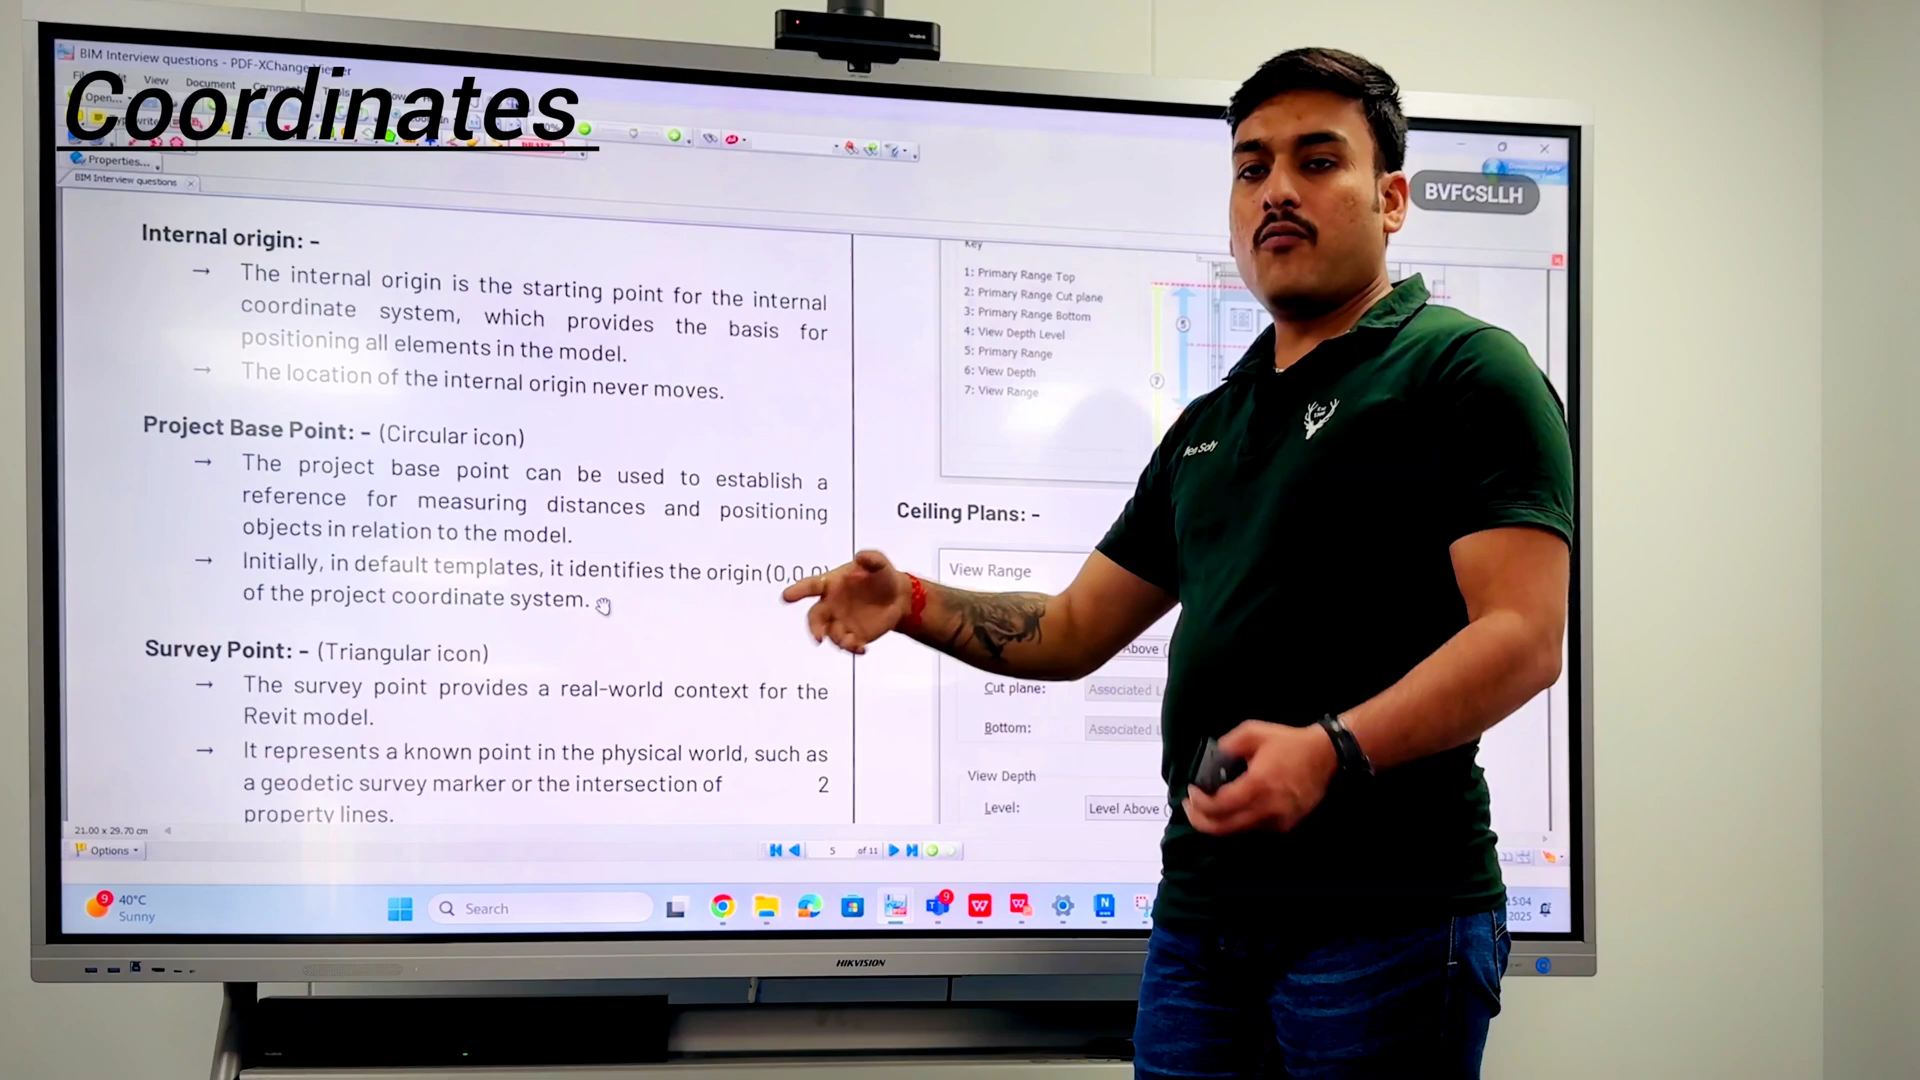 BIM Interview questions - PDF-XChange Viewer
Coordinates
View Document
Open...
Properties...
BIM Interview questions
BVFCSLLH
Internal origin: -
→ The internal origin is the starting point for the internal
coordinate system, which provides the basis for
positioning all elements in the model.
→ The location of the internal origin never moves.
Project Base Point: - (Circular icon)
→ The project base point can be used to establish a
reference for measuring distances and positioning
objects in relation to the model.
→ Initially, in default templates, it identifies the origin (0,0,0)
of the project coordinate system.
Survey Point: - (Triangular icon)
→ The survey point provides a real-world context for the
Revit model.
→ It represents a known point in the physical world, such as
a geodetic survey marker or the intersection of
property lines.
2
Key
1: Primary Range Top
2: Primary Range Cut plane
3: Primary Range Bottom
4: View Depth Level
5: Primary Range
6: View Depth
7: View Range
5
7
Ceiling Plans: -
View Range
Above (
Cut plane: Associated L
Bottom: Associated L
View Depth
Level: Level Above (
21.00 x 29.70 cm
Options
5 of 11
9
40°C
Sunny
Search
9
15:04
2025
HIKVISION